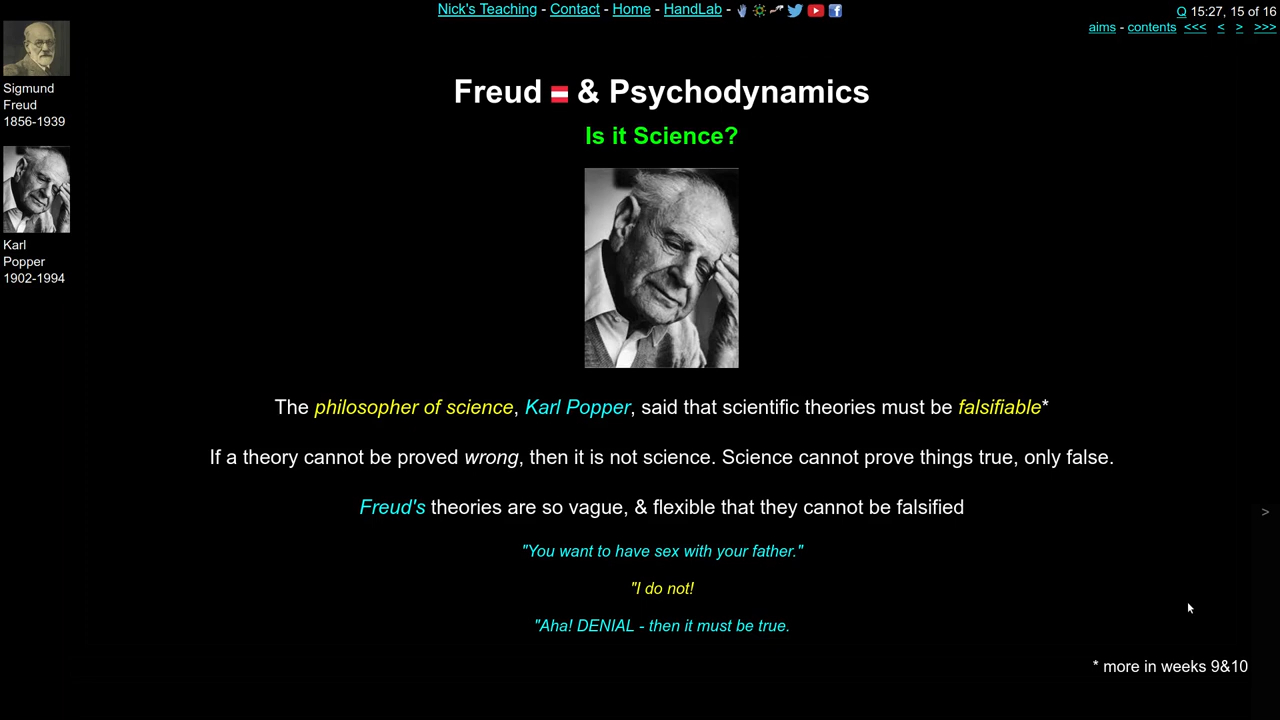 Nick's Teaching - Contact - Home - HandLab -
Q 15:27, 15 of 16
aims - contents <<< < > >>>
Sigmund
Freud
1856-1939
Karl
Popper
1902-1994
Freud & Psychodynamics
Is it Science?
The philosopher of science, Karl Popper, said that scientific theories must be falsifiable*
If a theory cannot be proved wrong, then it is not science. Science cannot prove things true, only false.
Freud's theories are so vague, & flexible that they cannot be falsified
>
"You want to have sex with your father."
"I do not!
"Aha! DENIAL - then it must be true.
* more in weeks 9&10